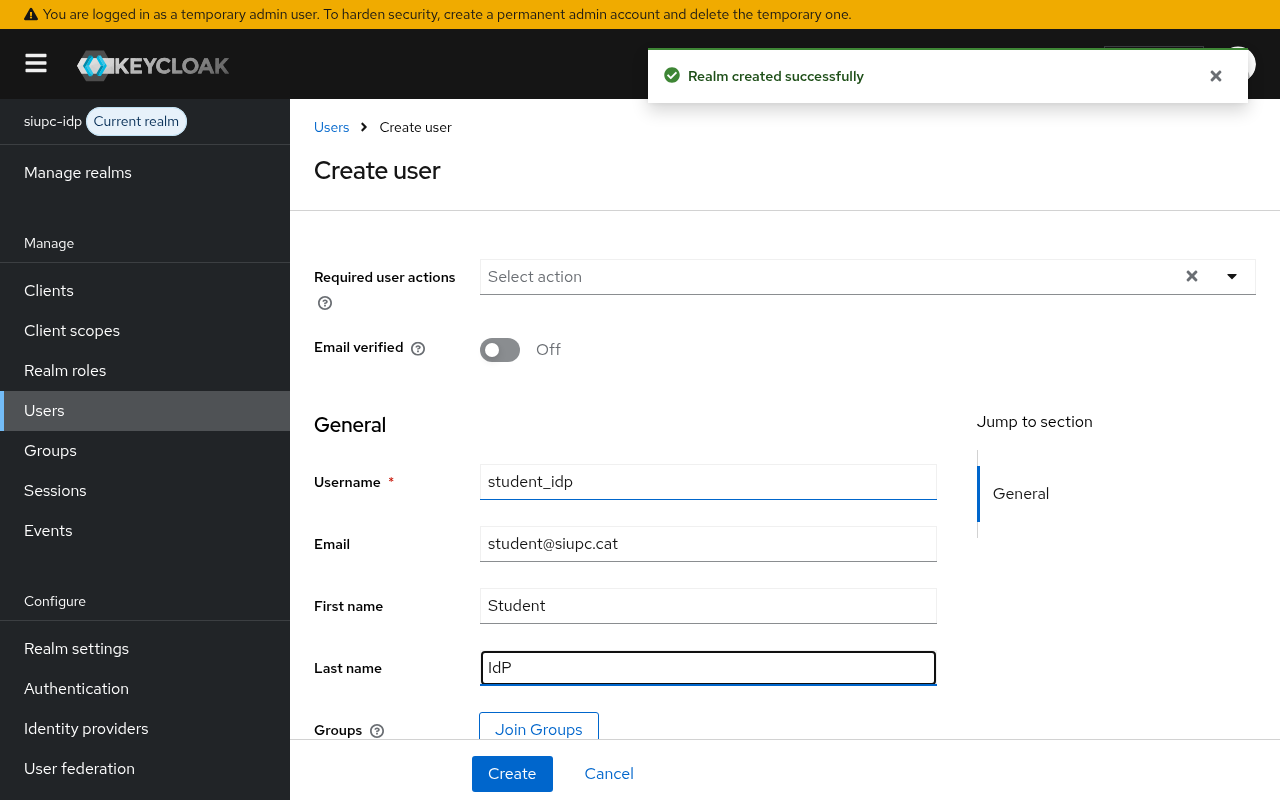 You are logged in as a temporary admin user. To harden security, create a permanent admin account and delete the temporary one.
KEYCLOAK
Realm created successfully
siupc-idp Current realm
Manage realms
Manage
Clients
Client scopes
Realm roles
Users
Groups
Sessions
Events
Configure
Realm settings
Authentication
Identity providers
User federation
Users Create user
Create user
Required user actions
Select action
Email verified
Off
General
Jump to section
General
Username *
student_idp
Email
student@siupc.cat
First name
Student
Last name
IdP
Groups
Join Groups
Create
Cancel